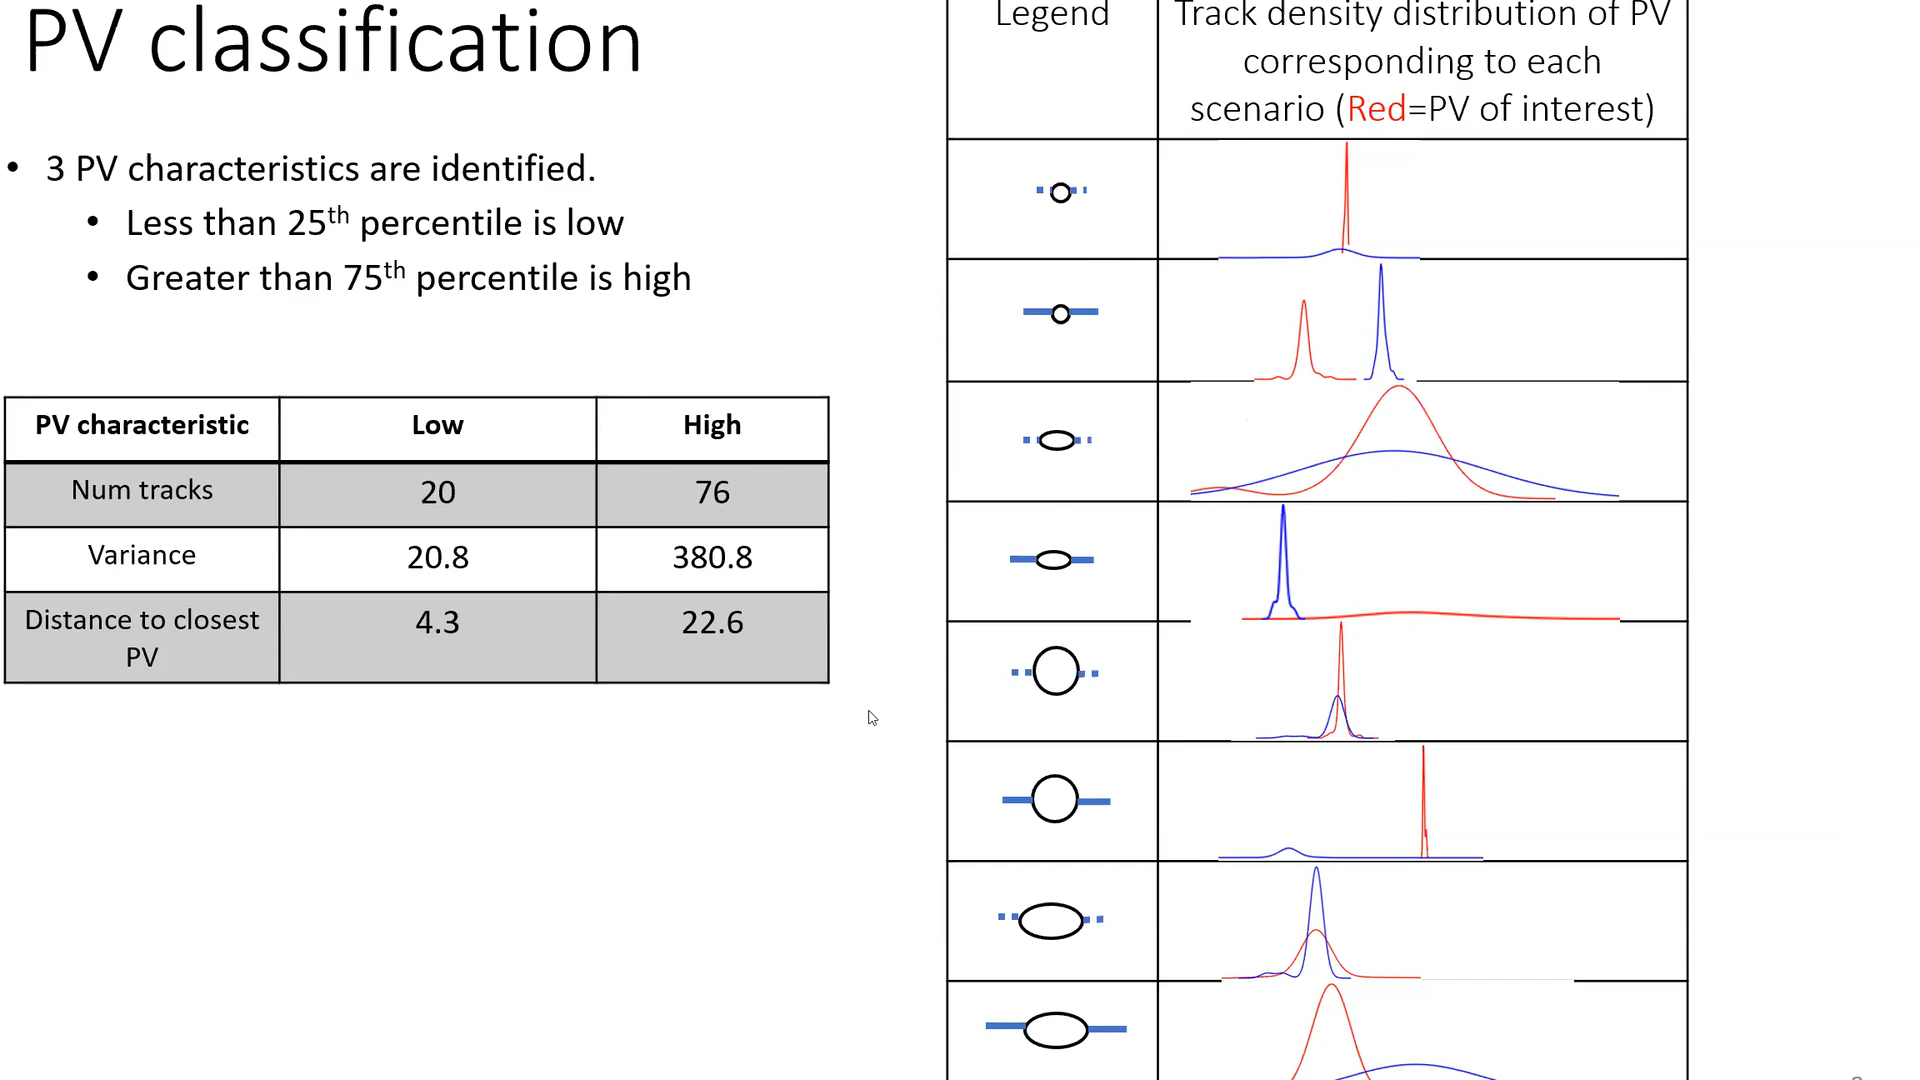 PV classification
• 3 PV characteristics are identified.
• Less than 25th percentile is low
• Greater than 75th percentile is high
PV characteristic Low High
Num tracks 20 76
Variance 20.8 380.8
Distance to closest PV 4.3 22.6
Legend
Track density distribution of PV
corresponding to each
scenario (Red=PV of interest)